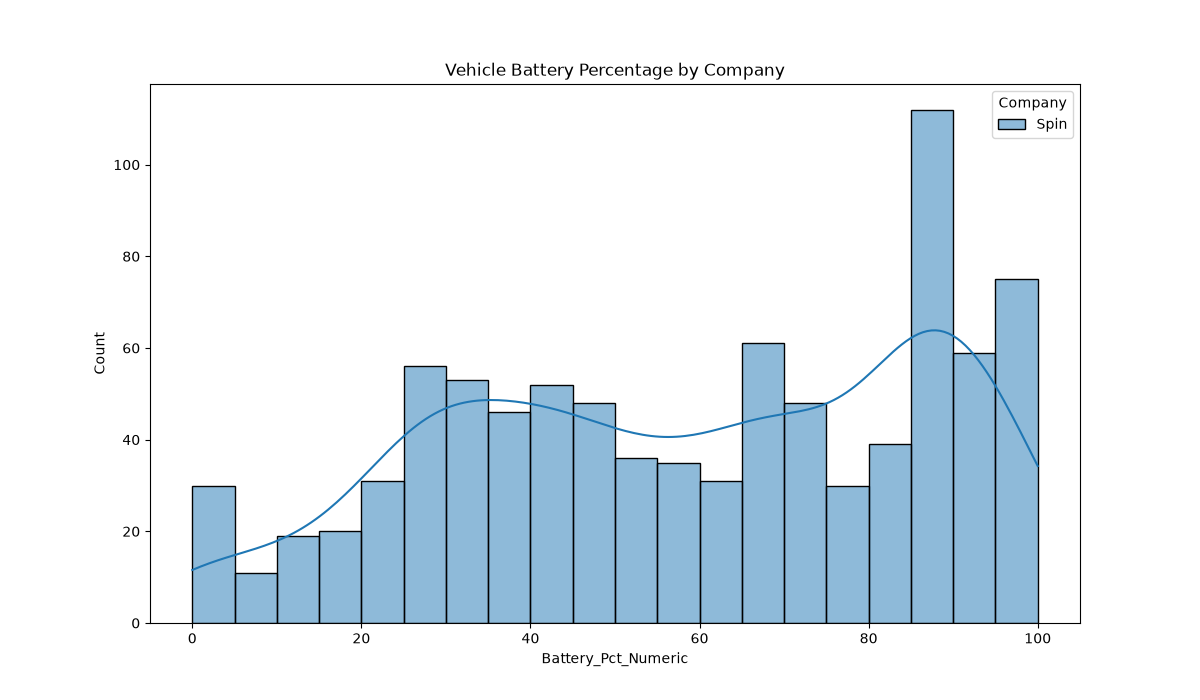 Vehicle Battery Percentage by Company
Company
Spin
100
80
60
40
20
0
Count
0 20 40 60 80 100
Battery_Pct_Numeric